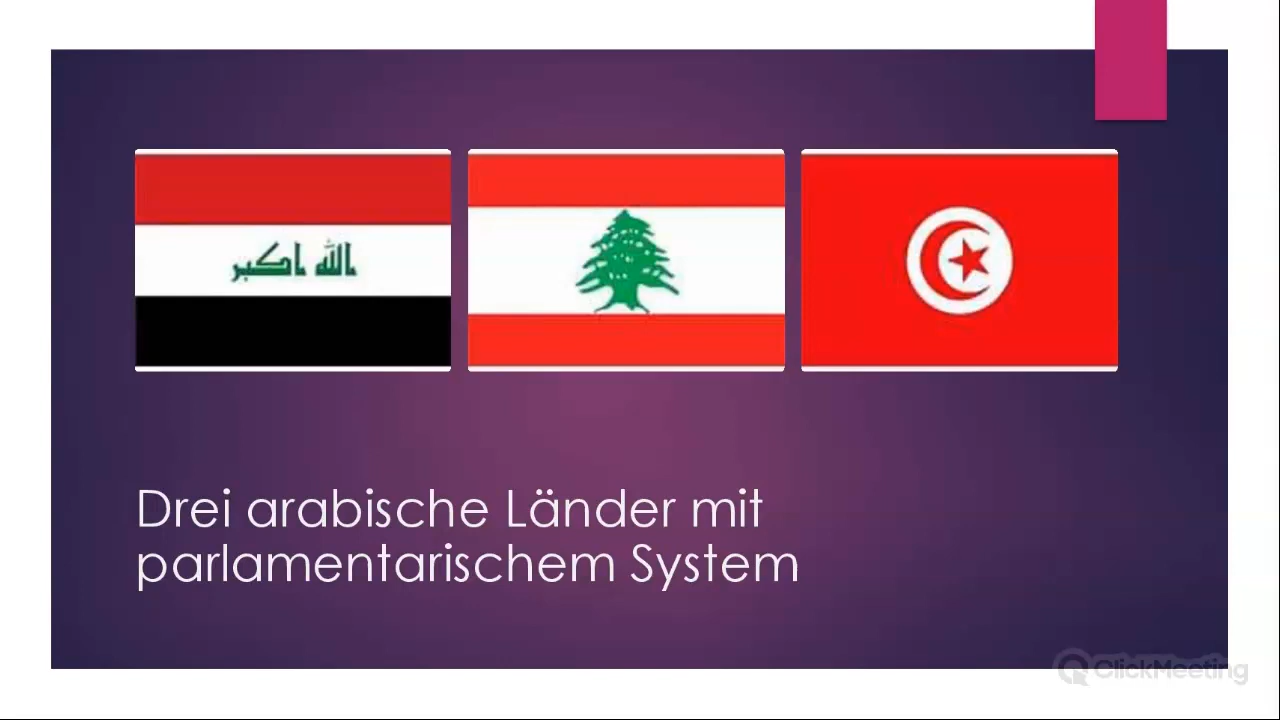 الله اكبر
Drei arabische Länder mit
parlamentarischem System
ClickMeeting